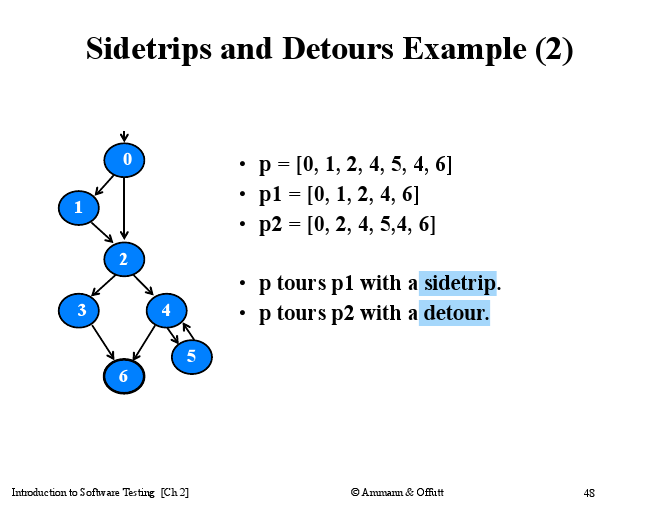 Sidetrips and Detours Example (2)
0
1
2
3
4
5
6
• p = [0, 1, 2, 4, 5, 4, 6]
• p1 = [0, 1, 2, 4, 6]
• p2 = [0, 2, 4, 5,4, 6]
• p tours p1 with a sidetrip.
• p tours p2 with a detour.
Introduction to Software Testing [Ch 2]
© Ammann & Offutt
48